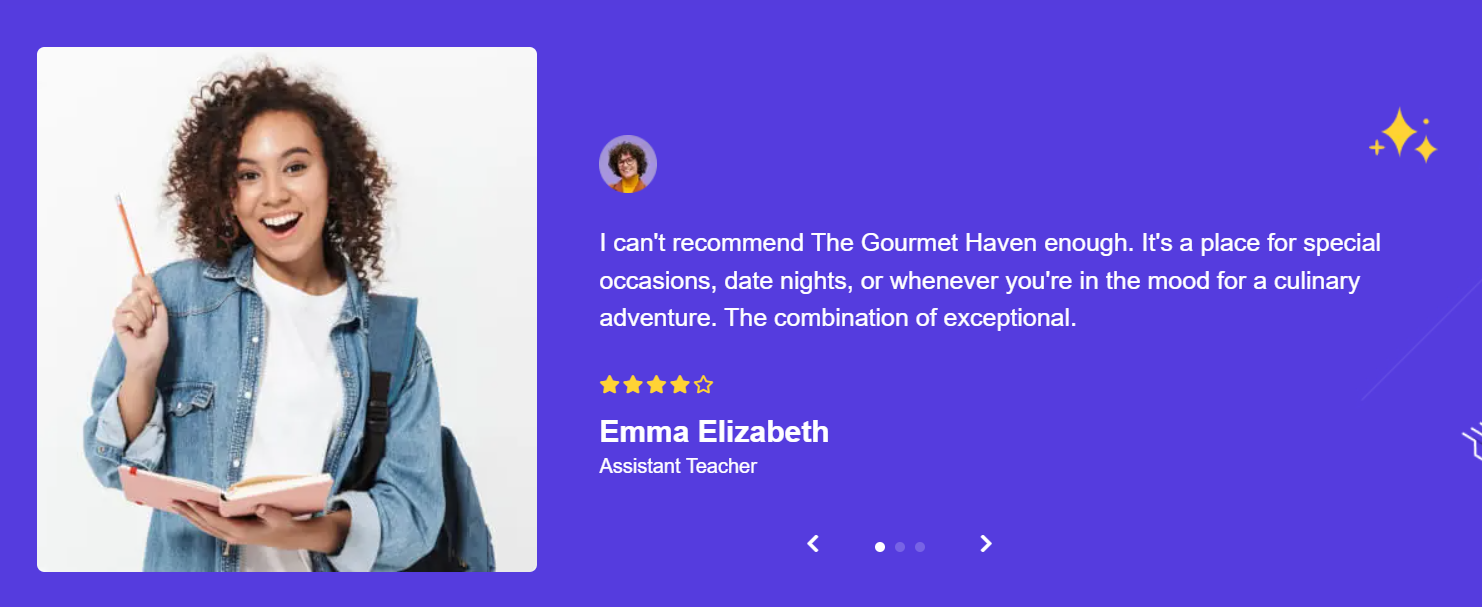 I can't recommend The Gourmet Haven enough. It's a place for special
occasions, date nights, or whenever you're in the mood for a culinary
adventure. The combination of exceptional.
Emma Elizabeth
Assistant Teacher